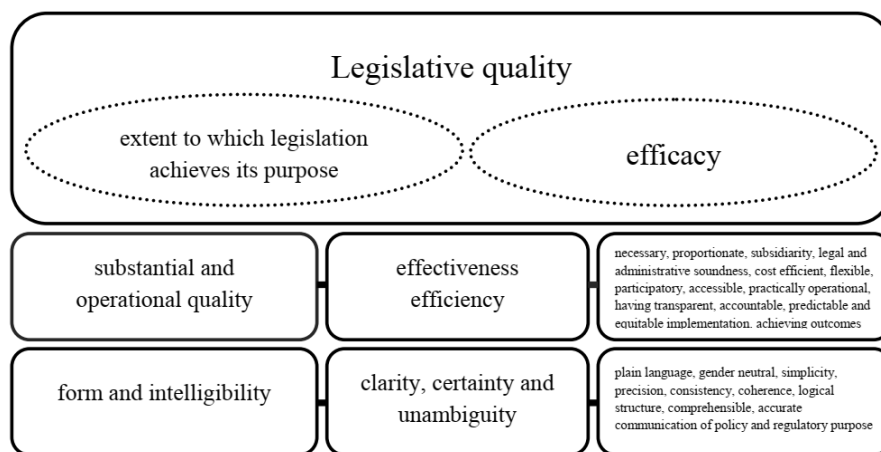 Legislative quality
extent to which legislation
achieves its purpose
efficacy
substantial and
operational quality
effectiveness
efficiency
necessary, proportionate, subsidiarity, legal and
administrative soundness, cost efficient, flexible,
participatory, accessible, practically operational,
having transparent, accountable, predictable and
equitable implementation, achieving outcomes
form and intelligibility
clarity, certainty and
unambiguity
plain language, gender neutral, simplicity,
precision, consistency, coherence, logical
structure, comprehensible, accurate
communication of policy and regulatory purpose